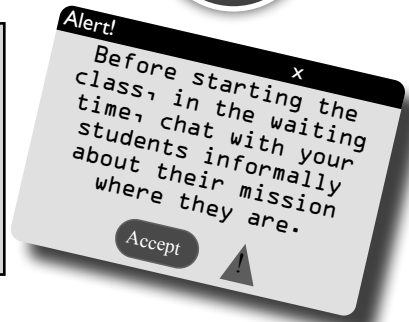 Alert!
x
Before starting the
class, in the waiting
time, chat with your
students informally
about their mission
where they are.
Accept
!